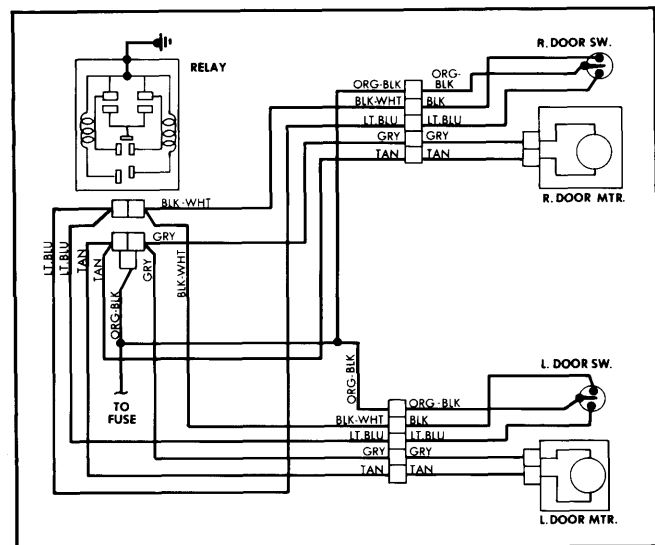 RELAY
R. DOOR SW.
ORG-BLK
ORG-
BLK
BLK-WHT
BLK
LT.BLU
LT.BLU
GRY
GRY
TAN
TAN
R. DOOR MTR.
BLK-WHT
GRY
LT.BLU
LT.BLU
TAN
TAN
ORG-BLK
GRY
BLK-WHT
TO
FUSE
ORG-BLK
L. DOOR SW.
ORG-BLK
BLK-WHT
BLK
LT.BLU
LT.BLU
GRY
GRY
TAN
TAN
L. DOOR MTR.